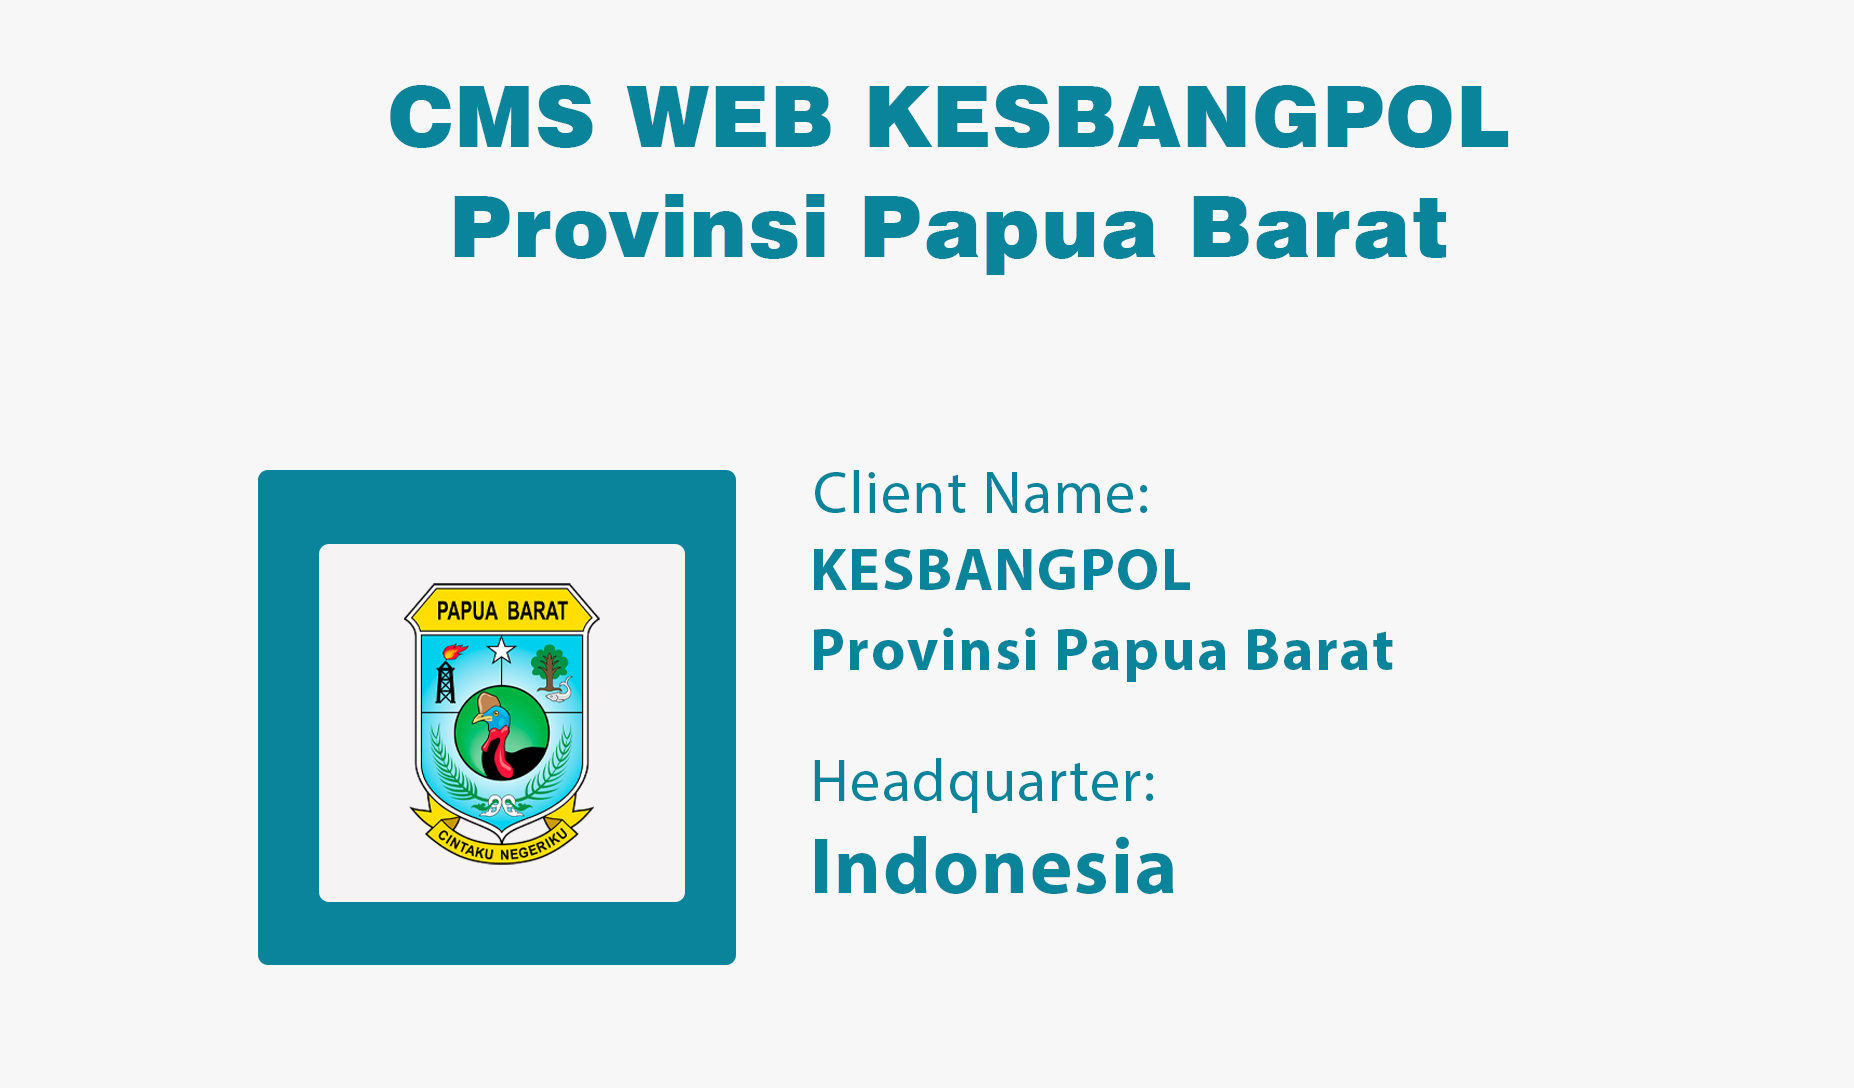 CMS WEB KESBANGPOL
Provinsi Papua Barat
PAPUA BARAT
CINTAKU NEGERIKU
Client Name:
KESBANGPOL
Provinsi Papua Barat
Headquarter:
Indonesia